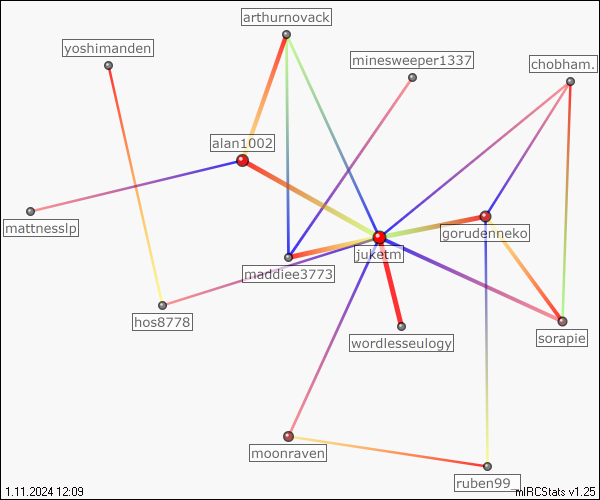 arthurnovack
yoshimanden
minesweeper1337
chobham.
alan1002
mattnesslp
gorudenneko
juketm
maddiee3773
hos8778
wordlesseulogy
sorapie
moonraven
ruben99_
1.11.2024 12:09
mIRCStats v1.25